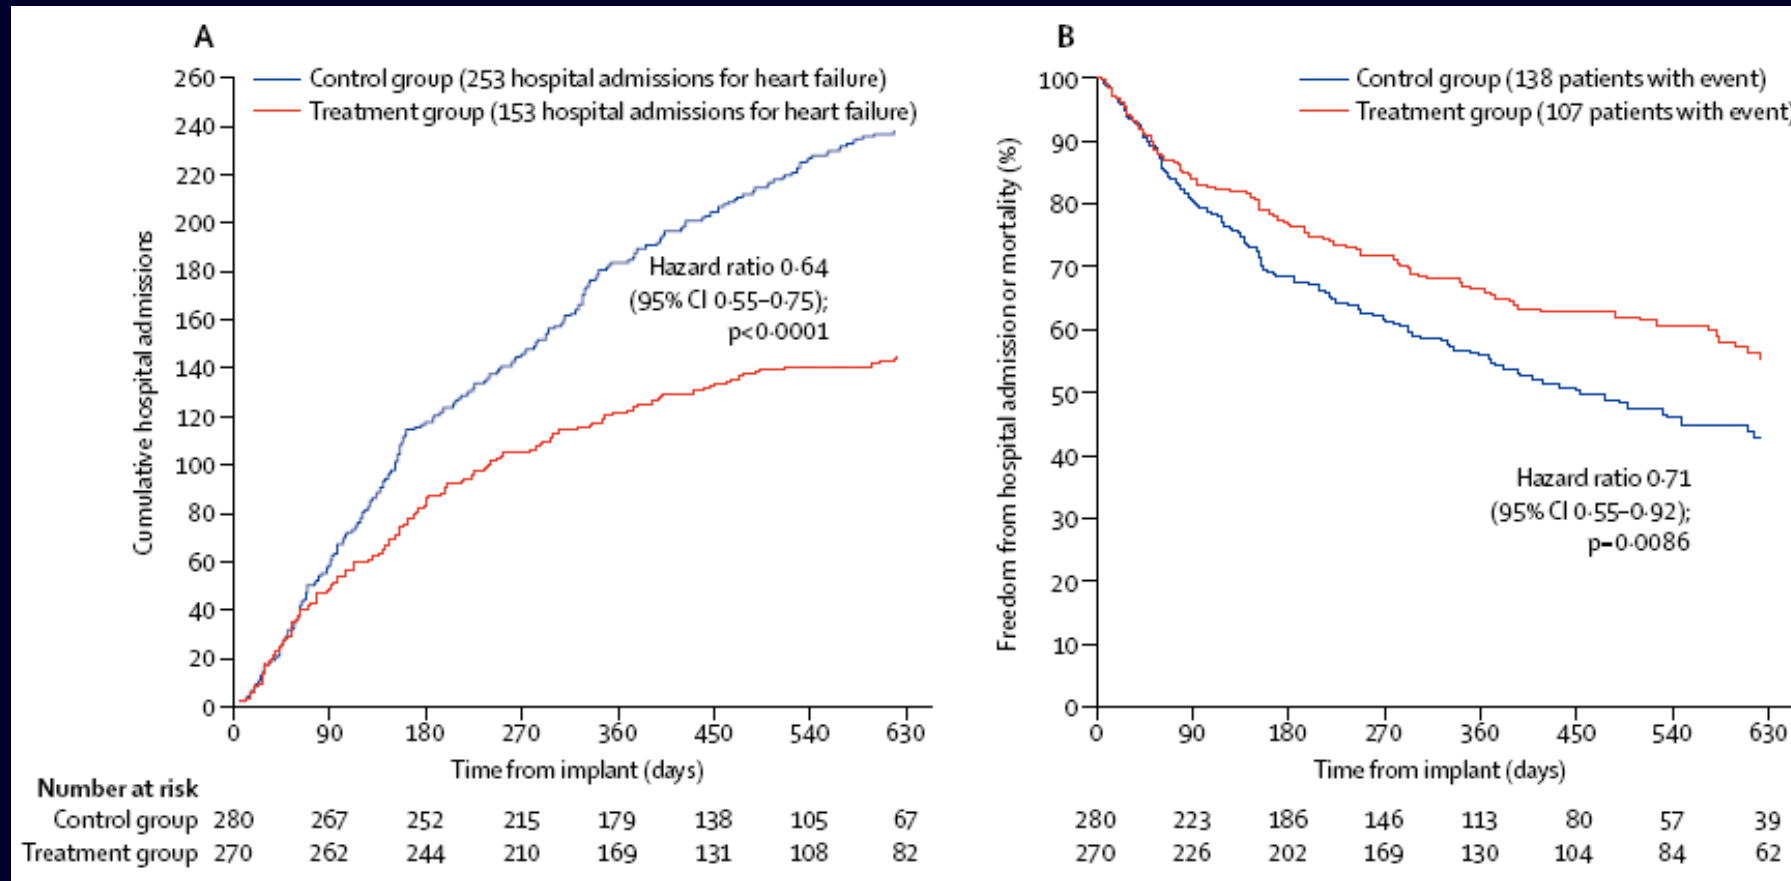 A
260
240
220
200
180
160
140
120
100
80
60
40
20
0
Cumulative hospital admissions
Control group (253 hospital admissions for heart failure)
Treatment group (153 hospital admissions for heart failure)
Hazard ratio 0·64
(95% CI 0·55–0·75);
p<0·0001
0 90 180 270 360 450 540 630
Time from implant (days)
Number at risk
Control group 280 267 252 215 179 138 105 67
Treatment group 270 262 244 210 169 131 108 82
B
100
90
80
70
60
50
40
30
20
10
0
Freedom from hospital admission or mortality (%)
Control group (138 patients with event)
Treatment group (107 patients with event)
Hazard ratio 0·71
(95% CI 0·55–0·92);
p=0·0086
0 90 180 270 360 450 540 630
Time from implant (days)
280 223 186 146 113 80 57 39
270 226 202 169 130 104 84 62